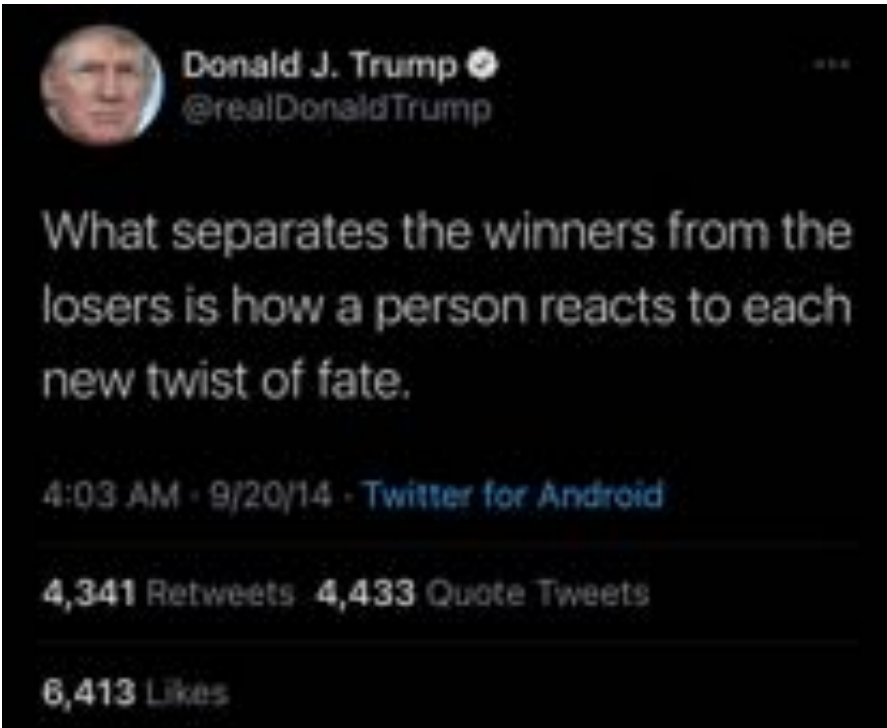 Donald J. Trump
@realDonaldTrump
What separates the winners from the
losers is how a person reacts to each
new twist of fate.
4:03 AM · 9/20/14 · Twitter for Android
4,341 Retweets 4,433 Quote Tweets
6,413 Likes